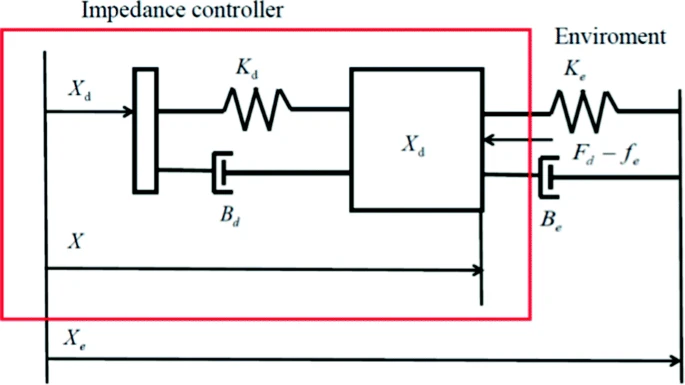 Impedance controller
Enviroment
X_d
K_d
K_e
X_d
F_d − f_e
B_d
B_e
X
X_e